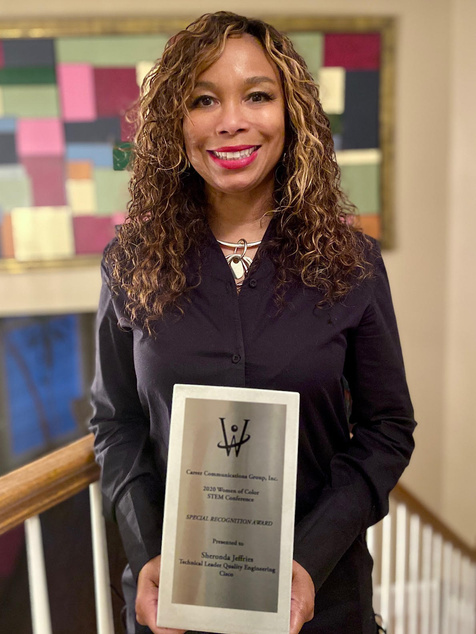 W
Career Communications Group, Inc.
2020 Women of Color
STEM Conference
SPECIAL RECOGNITION AWARD
Presented to
Sheronda Jeffries
Technical Leader Quality Engineering
Cisco